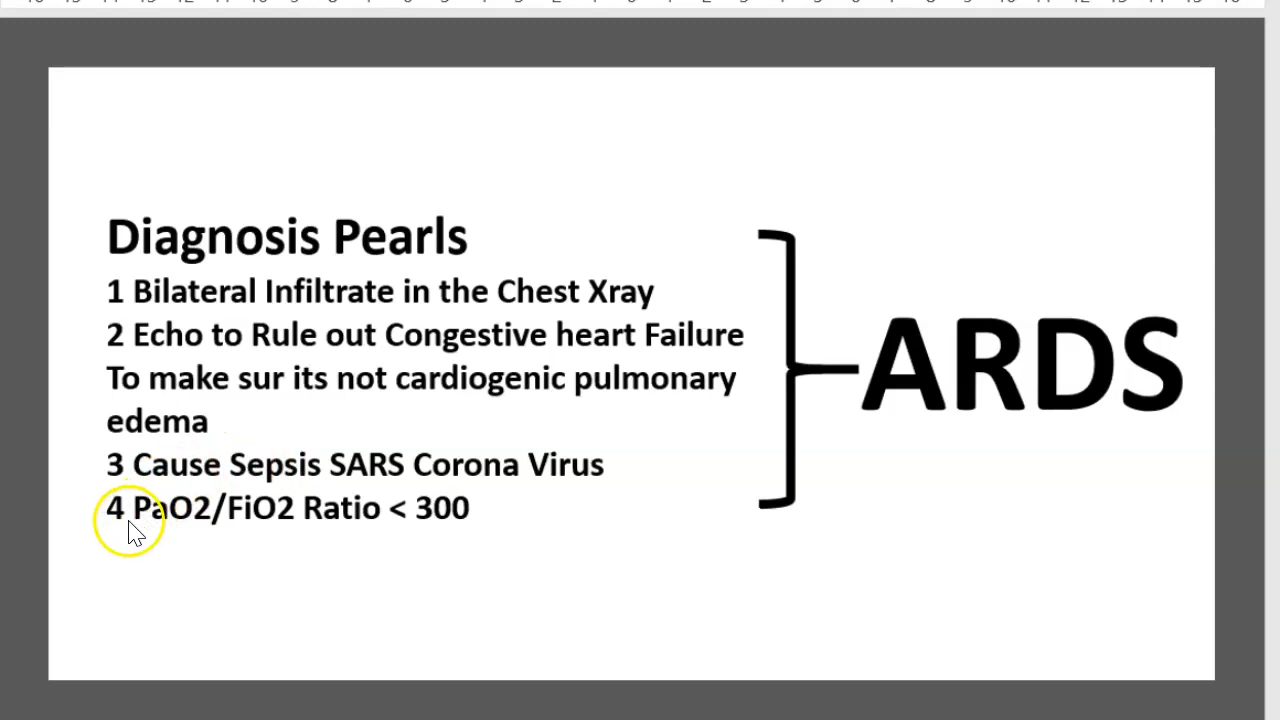 Diagnosis Pearls
1 Bilateral Infiltrate in the Chest Xray
2 Echo to Rule out Congestive heart Failure
To make sur its not cardiogenic pulmonary
edema
3 Cause Sepsis SARS Corona Virus
4 PaO2/FiO2 Ratio < 300
ARDS